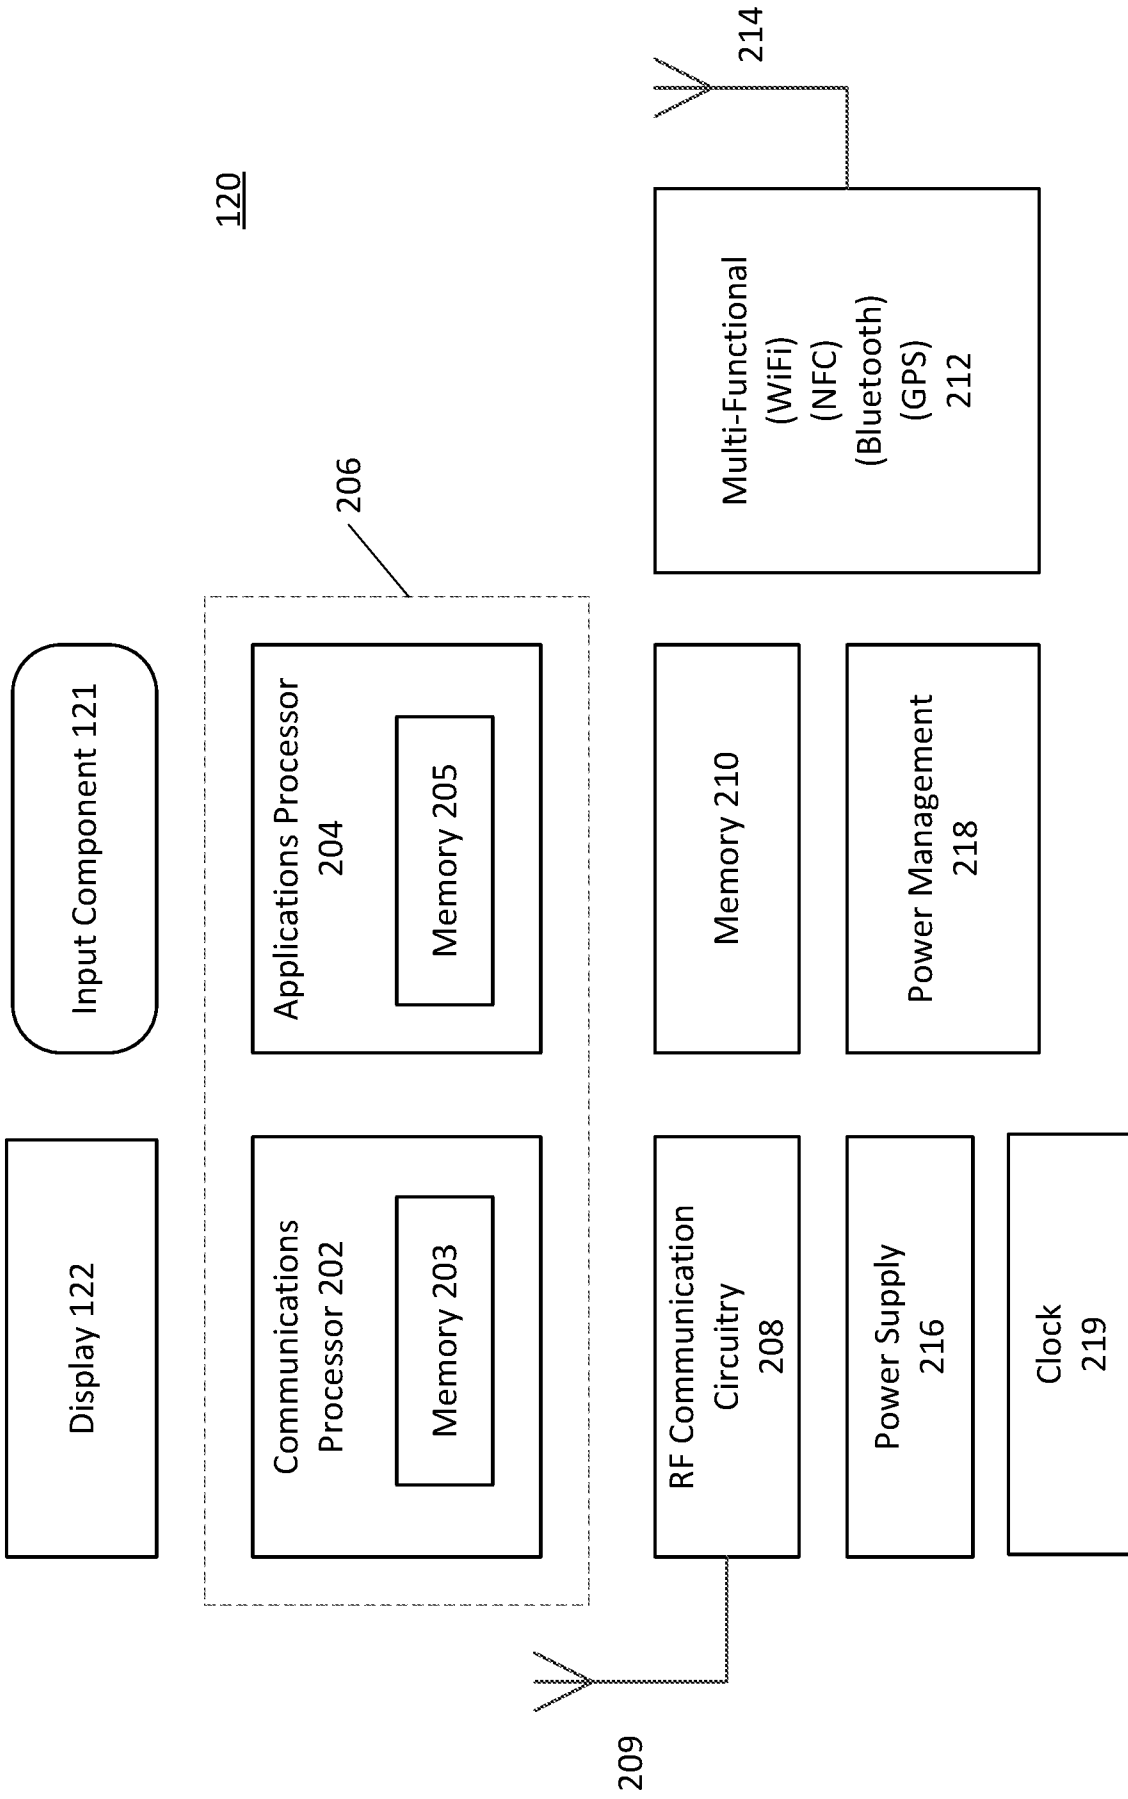 120
Display 122
Input Component 121
206
Communications
Processor 202
Memory 203
Applications Processor
204
Memory 205
209
RF Communication
Circuitry
208
Memory 210
Multi-Functional
(WiFi)
(NFC)
(Bluetooth)
(GPS)
212
214
Power Supply
216
Power Management
218
Clock
219